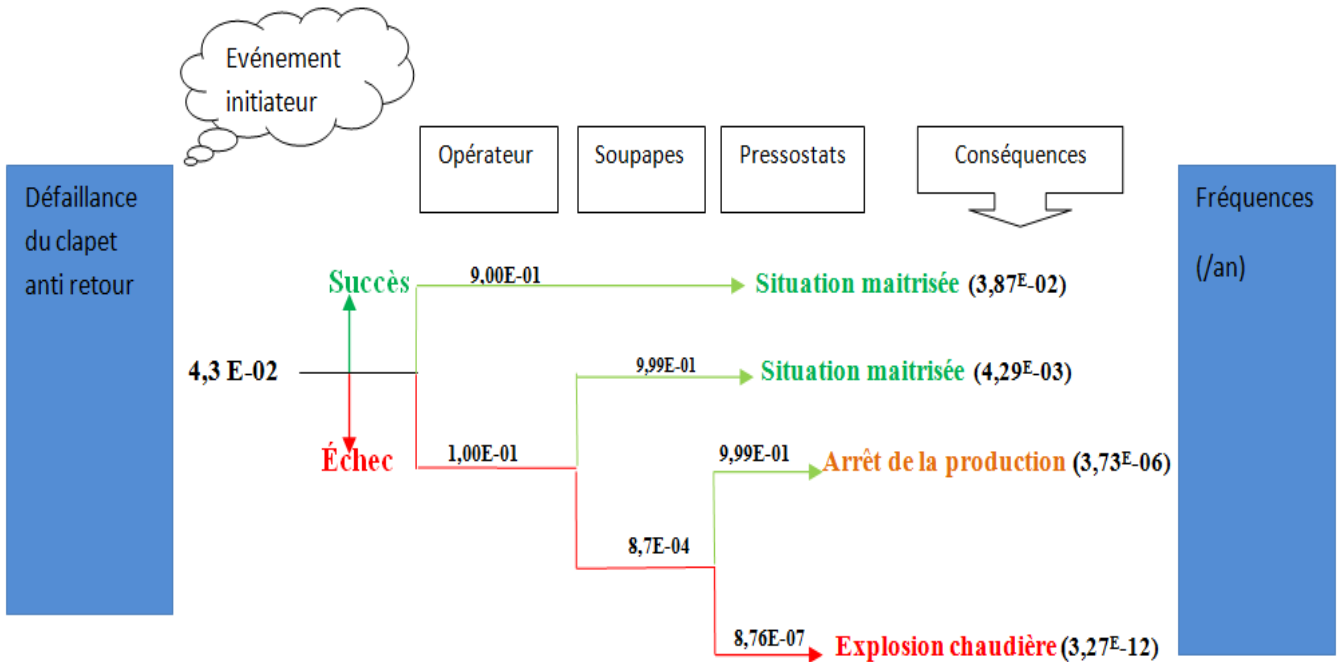 Evénement
initiateur
Opérateur
Soupapes
Pressostats
Conséquences
Défaillance
du clapet
anti retour
Fréquences
(/an)
Succès
9,00E-01
Situation maitrisée (3,87ᴱ-02)
4,3 E-02
9,99E-01
Situation maitrisée (4,29ᴱ-03)
Échec
1,00E-01
9,99E-01
Arrêt de la production (3,73ᴱ-06)
8,7E-04
8,76E-07
Explosion chaudière (3,27ᴱ-12)